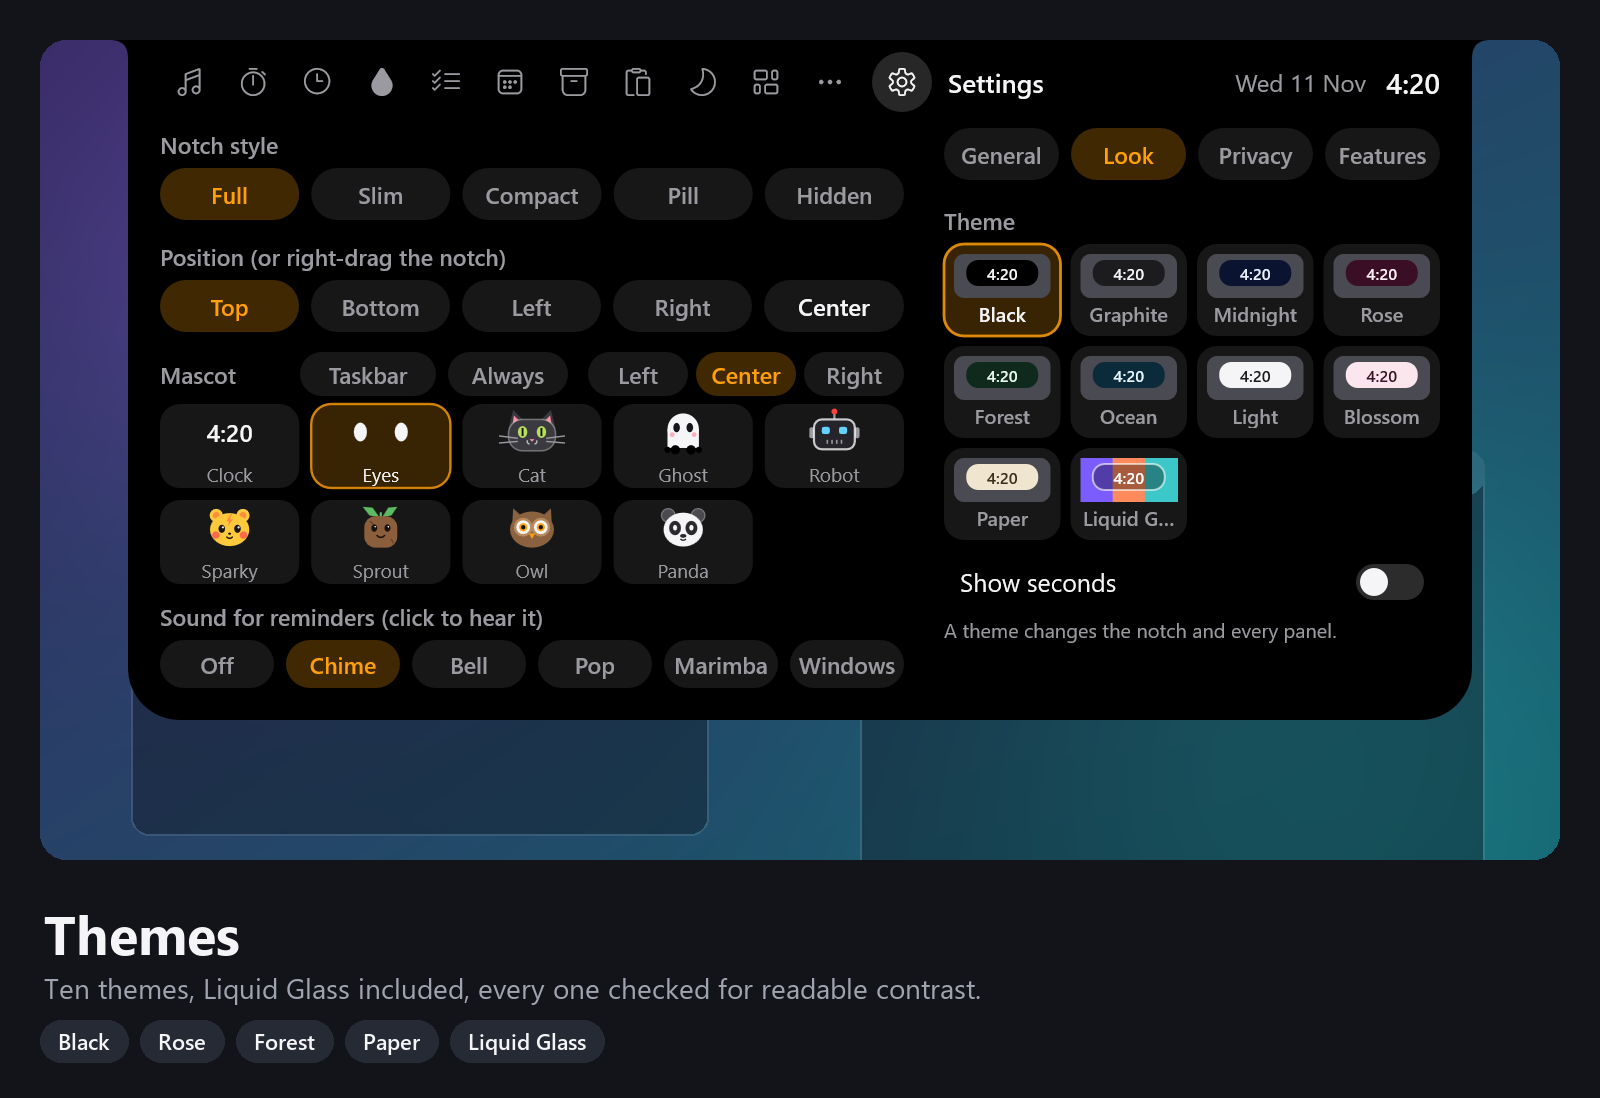 Settings
Wed 11 Nov 4:20
Notch style
Full Slim Compact Pill Hidden
Position (or right-drag the notch)
Top Bottom Left Right Center
Mascot Taskbar Always Left Center Right
4:20
Clock Eyes Cat Ghost Robot
Sparky Sprout Owl Panda
Sound for reminders (click to hear it)
Off Chime Bell Pop Marimba Windows
General Look Privacy Features
Theme
4:20 4:20 4:20 4:20
Black Graphite Midnight Rose
4:20 4:20 4:20 4:20
Forest Ocean Light Blossom
4:20 4:20
Paper Liquid G...
Show seconds
A theme changes the notch and every panel.
Themes
Ten themes, Liquid Glass included, every one checked for readable contrast.
Black Rose Forest Paper Liquid Glass